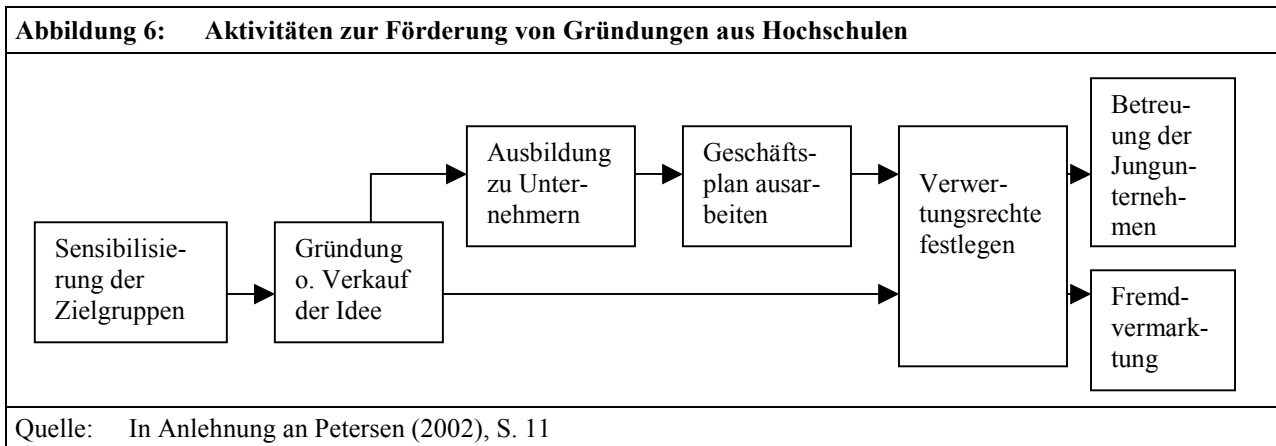 Abbildung 6: Aktivitäten zur Förderung von Gründungen aus Hochschulen
Sensibilisie-
rung der
Zielgruppen
Gründung
o. Verkauf
der Idee
Ausbildung
zu Unter-
nehmern
Geschäfts-
plan ausar-
beiten
Verwer-
tungsrechte
festlegen
Betreu-
ung der
Jungun-
terneh-
men
Fremd-
vermark-
tung
Quelle: In Anlehnung an Petersen (2002), S. 11